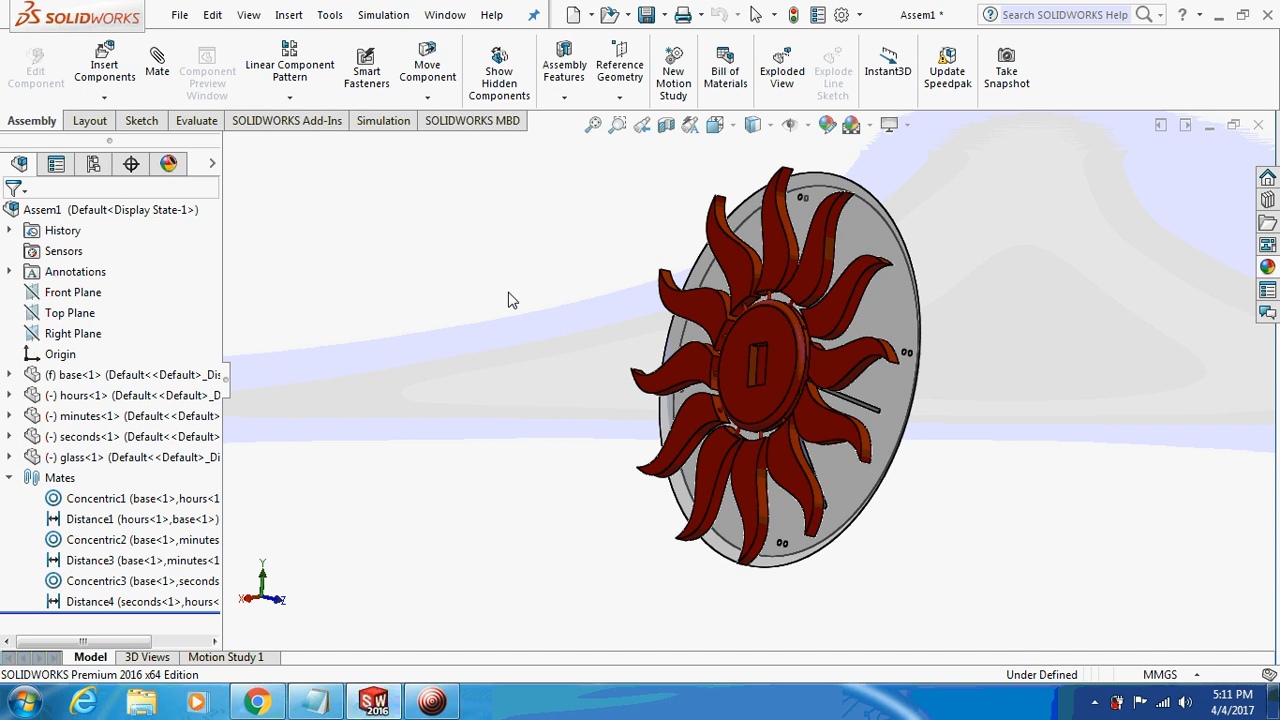 SOLIDWORKS File Edit View Insert Tools Simulation Window Help Assem1 * Search SOLIDWORKS Help
Edit Component
Insert Components
Mate
Component Preview Window
Linear Component Pattern
Smart Fasteners
Move Component
Show Hidden Components
Assembly Features
Reference Geometry
New Motion Study
Bill of Materials
Exploded View
Explode Line Sketch
Instant3D
Update Speedpak
Take Snapshot
Assembly Layout Sketch Evaluate SOLIDWORKS Add-Ins Simulation SOLIDWORKS MBD
Assem1 (Default<Display State-1>)
History
Sensors
Annotations
Front Plane
Top Plane
Right Plane
Origin
(f) base<1> (Default<<Default>_Dis
(-) hours<1> (Default<<Default>_D
(-) minutes<1> (Default<<Default>
(-) seconds<1> (Default<<Default>
(-) glass<1> (Default<<Default>_Di
Mates
Concentric1 (base<1>,hours<1
Distance1 (hours<1>,base<1>)
Concentric2 (base<1>,minutes
Distance3 (base<1>,minutes<1
Concentric3 (base<1>,seconds
Distance4 (seconds<1>,hours<
Y
X
Z
Model 3D Views Motion Study 1
SOLIDWORKS Premium 2016 x64 Edition Under Defined MMGS
SW 2016
5:11 PM
4/4/2017